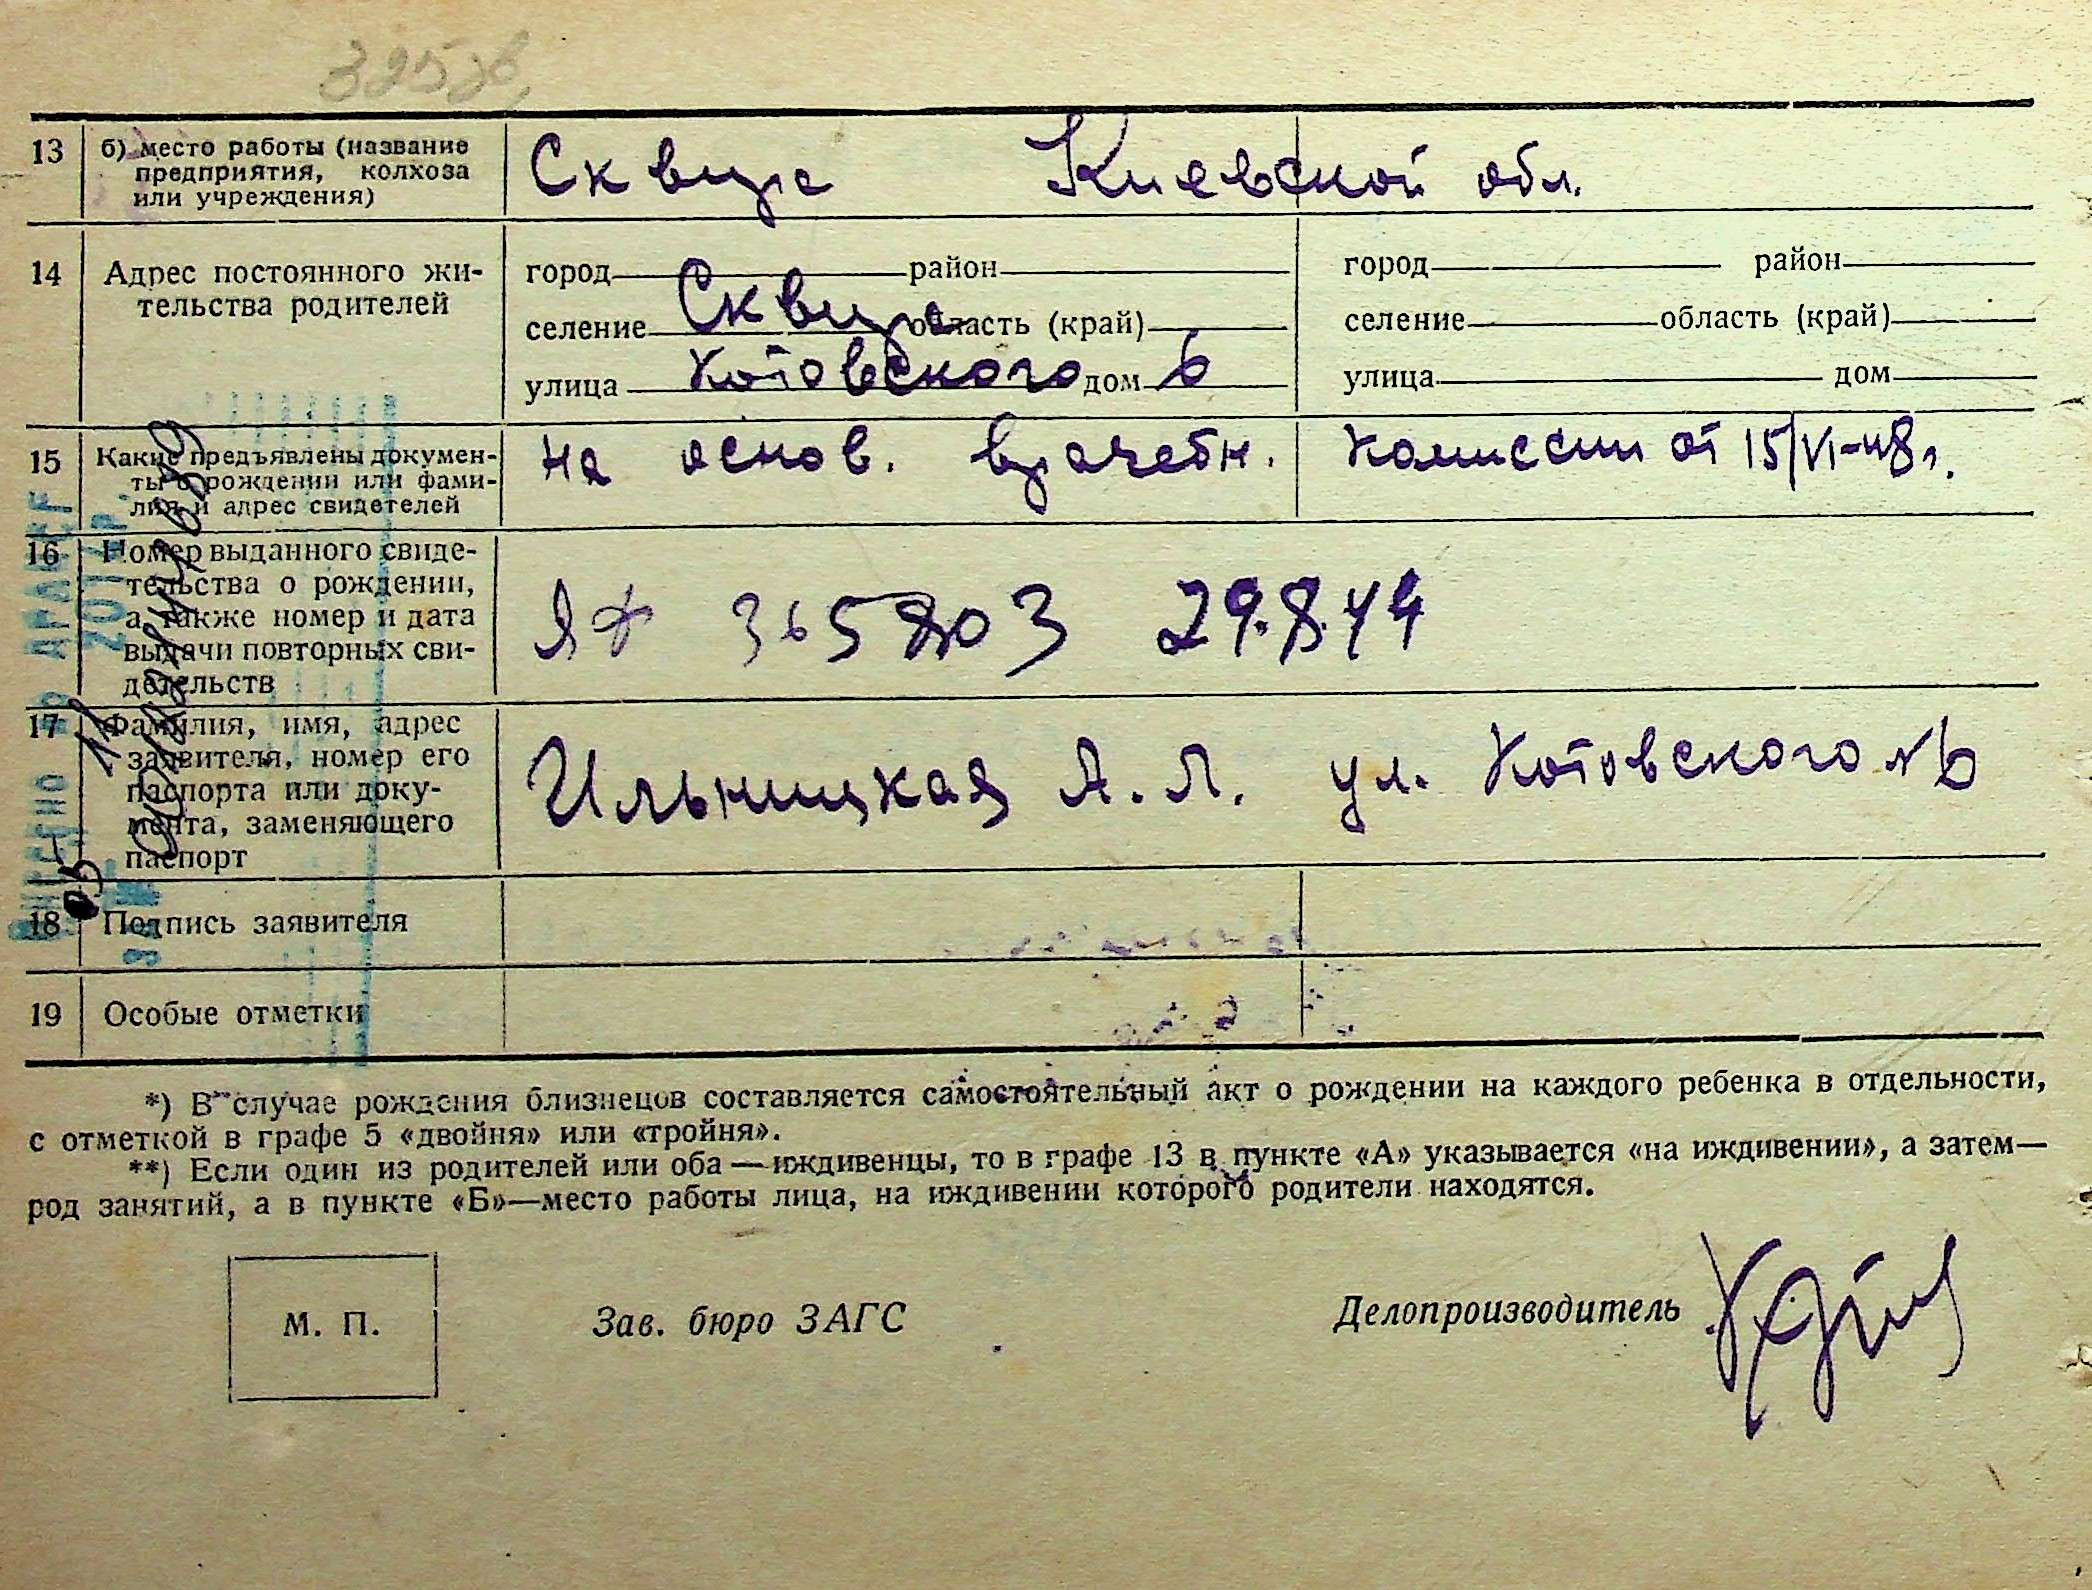 325
13 б) место работы (название предприятия, колхоза или учреждения) Сквира Киевской обл.
14 Адрес постоянного жительства родителей
город район город район
селение Сквира область (край) селение область (край)
улица Котовского дом 6 улица дом
15 Какие предъявлены документы о рождении или фамилия и адрес свидетелей на основ. врачебн. комиссии от 15/VI-48 г.
16 Номер выданного свидетельства о рождении, а также номер и дата выдачи повторных свидетельств 365803 29.8.49
17 Фамилия, имя, адрес заявителя, номер его паспорта или документа, заменяющего паспорт Ильницкая А. Л. ул. Котовского № 6
18 Подпись заявителя
19 Особые отметки
*) В случае рождения близнецов составляется самостоятельный акт о рождении на каждого ребенка в отдельности,
с отметкой в графе 5 «двойня» или «тройня».
**) Если один из родителей или оба — иждивенцы, то в графе 13 в пункте «А» указывается «на иждивении», а затем—
род занятий, а в пункте «Б»—место работы лица, на иждивении которого родители находятся.
М. П. Зав. бюро ЗАГС Делопроизводитель